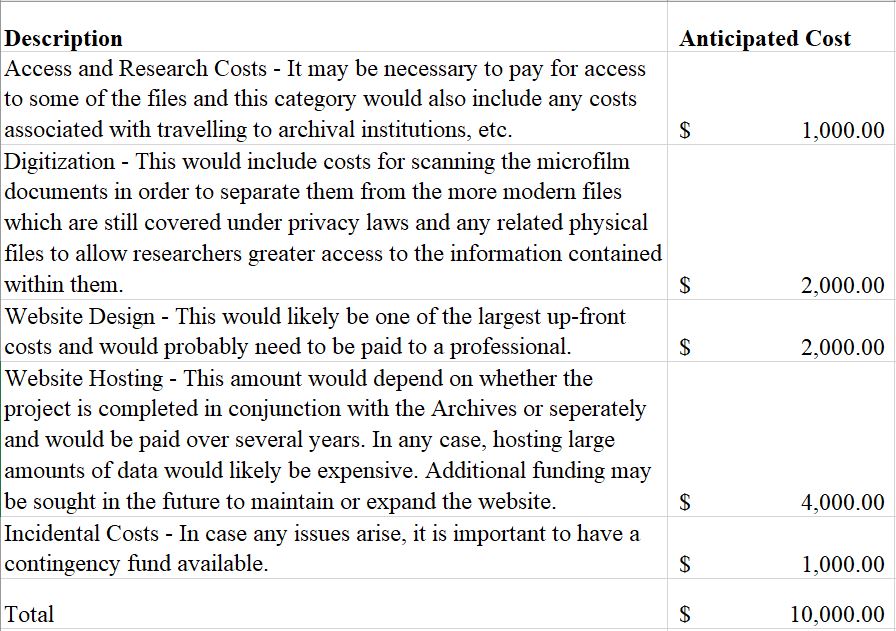 Description Anticipated Cost
Access and Research Costs - It may be necessary to pay for access
to some of the files and this category would also include any costs
associated with travelling to archival institutions, etc. $ 1,000.00
Digitization - This would include costs for scanning the microfilm
documents in order to separate them from the more modern files
which are still covered under privacy laws and any related physical
files to allow researchers greater access to the information contained
within them. $ 2,000.00
Website Design - This would likely be one of the largest up-front
costs and would probably need to be paid to a professional. $ 2,000.00
Website Hosting - This amount would depend on whether the
project is completed in conjunction with the Archives or seperately
and would be paid over several years. In any case, hosting large
amounts of data would likely be expensive. Additional funding may
be sought in the future to maintain or expand the website. $ 4,000.00
Incidental Costs - In case any issues arise, it is important to have a
contingency fund available. $ 1,000.00
Total $ 10,000.00